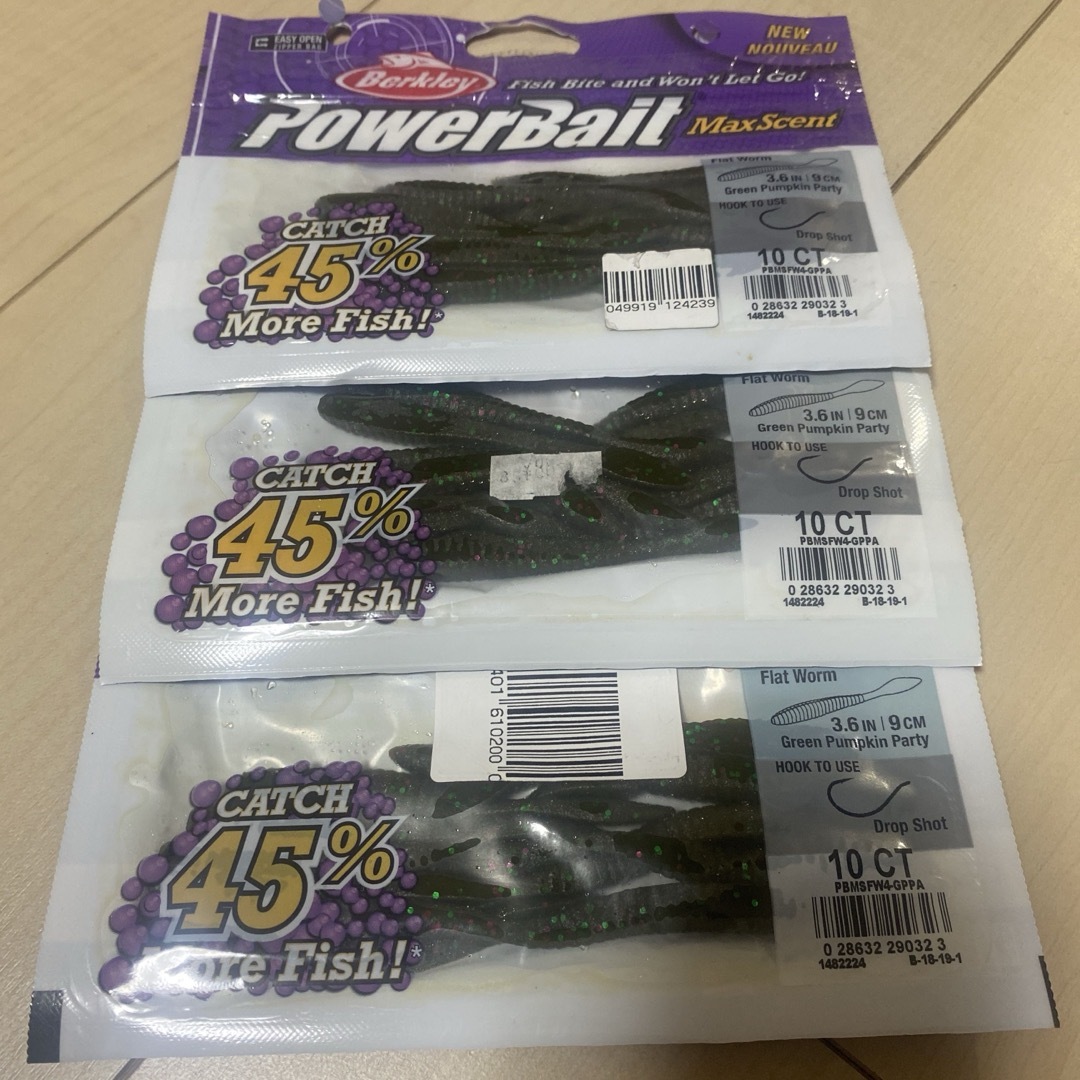 EASY OPEN
ZIPPER BAG
NEW
NOUVEAU
Berkley
Fish Bite and Won't Let Go!
PowerBait MaxScent
Flat Worm
3.6 IN | 9 CM
Green Pumpkin Party
HOOK TO USE
Drop Shot
CATCH
45%
More Fish!*
10 CT
PBMSFW4-GPPA
0 28632 29032 3
1482224 B-18-19-1
049919 124239
Flat Worm
3.6 IN | 9 CM
Green Pumpkin Party
HOOK TO USE
Drop Shot
CATCH
45%
More Fish!*
10 CT
PBMSFW4-GPPA
0 28632 29032 3
1482224 B-18-19-1
401 610200
Flat Worm
3.6 IN | 9 CM
Green Pumpkin Party
HOOK TO USE
Drop Shot
CATCH
45%
More Fish!*
10 CT
PBMSFW4-GPPA
0 28632 29032 3
1482224 B-18-19-1